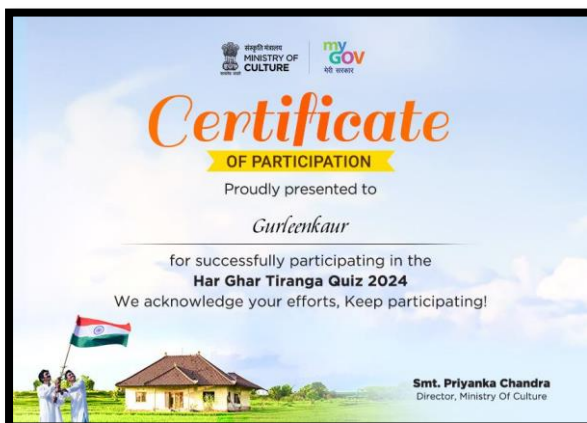 संस्कृति मंत्रालय
MINISTRY OF
CULTURE
my
GOV
मेरी सरकार
Certificate
OF PARTICIPATION
Proudly presented to
Gurleenkaur
for successfully participating in the
Har Ghar Tiranga Quiz 2024
We acknowledge your efforts, Keep participating!
Smt. Priyanka Chandra
Director, Ministry Of Culture